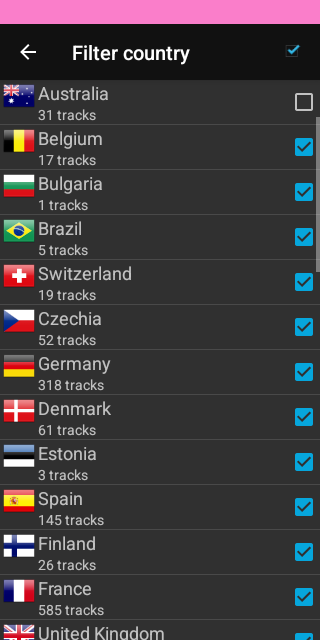 Filter country
Australia
31 tracks
Belgium
17 tracks
Bulgaria
1 tracks
Brazil
5 tracks
Switzerland
19 tracks
Czechia
52 tracks
Germany
318 tracks
Denmark
61 tracks
Estonia
3 tracks
Spain
145 tracks
Finland
26 tracks
France
585 tracks
United Kingdom